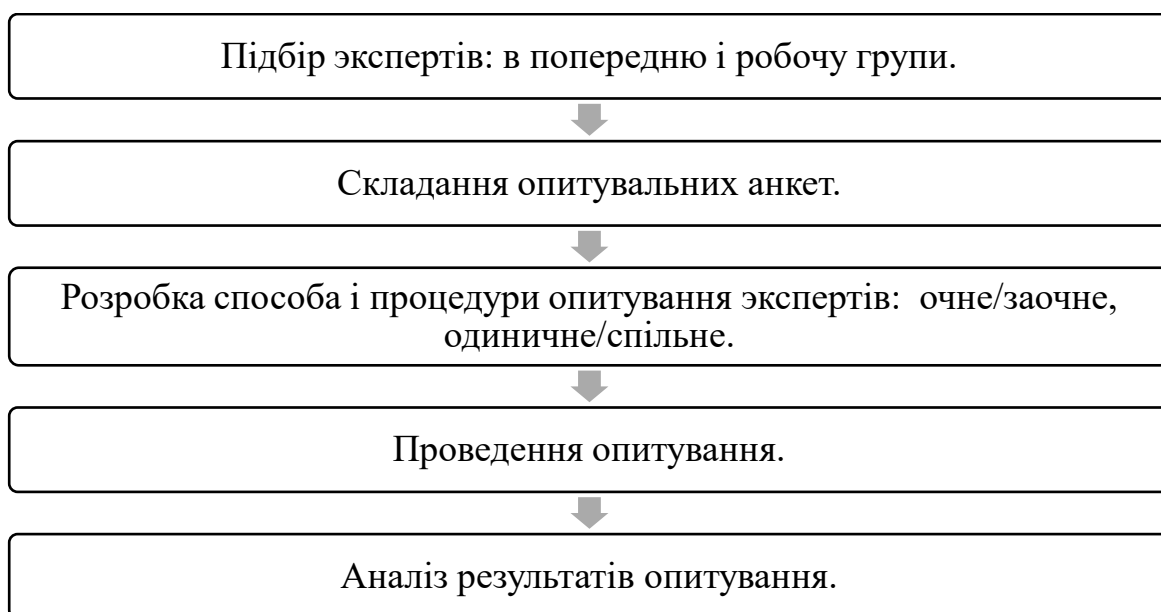 Підбір экспертів: в попередню і робочу групи.
Складання опитувальних анкет.
Розробка способа і процедури опитування экспертів: очне/заочне,
одиничне/спільне.
Проведення опитування.
Аналіз результатів опитування.